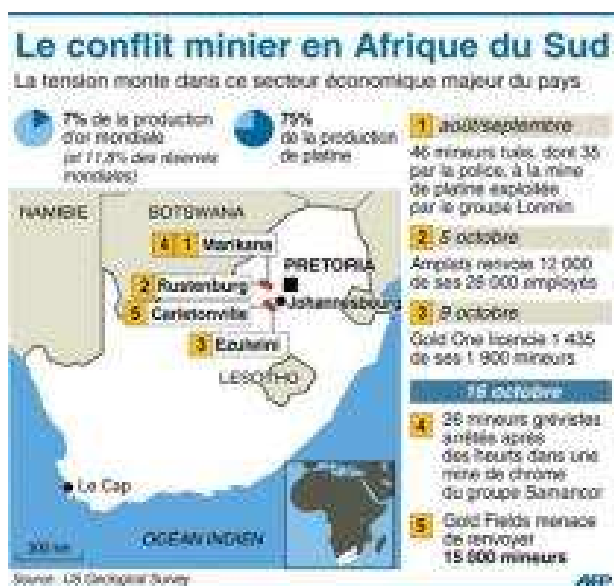 Le conflit minier en Afrique du Sud
La tension monte dans ce secteur économique majeur du pays
7% de la production
d'or mondiale
(et 11,8% des réserves
mondiales)
75%
de la production
de platine
NAMIBIE
BOTSWANA
4 1 Marikana
PRETORIA
2 Rustenburg
Johannesbourg
5 Carletonville
3 Ezulwini
LESOTHO
Le Cap
OCÉAN INDIEN
300 km
1 août/septembre
46 mineurs tués, dont 35
par la police, à la mine
de platine exploitée
par le groupe Lonmin
2 5 octobre
Amplats renvoie 12 000
de ses 28 000 employés
3 9 octobre
Gold One licencie 1 435
de ses 1 900 mineurs
16 octobre
4 26 mineurs grévistes
arrêtés après
des heurts dans une
mine de chrome
du groupe Samancor
5 Gold Fields menace
de renvoyer
15 000 mineurs
Source : US Geological Survey
AFP